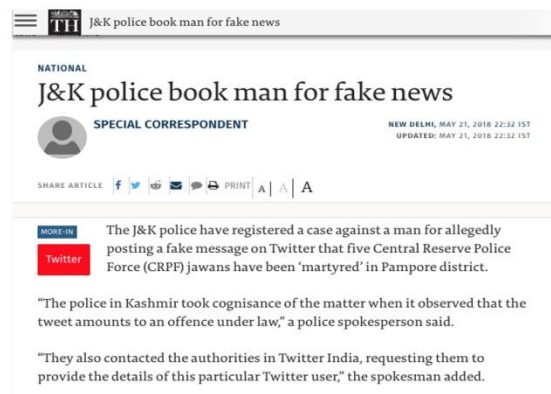 TH J&K police book man for fake news
NATIONAL
J&K police book man for fake news
SPECIAL CORRESPONDENT
NEW DELHI, MAY 21, 2018 22:32 IST
UPDATED: MAY 21, 2018 22:32 IST
SHARE ARTICLE f PRINT A A A
MORE-IN
Twitter
The J&K police have registered a case against a man for allegedly
posting a fake message on Twitter that five Central Reserve Police
Force (CRPF) jawans have been ‘martyred’ in Pampore district.
“The police in Kashmir took cognisance of the matter when it observed that the
tweet amounts to an offence under law,” a police spokesperson said.
“They also contacted the authorities in Twitter India, requesting them to
provide the details of this particular Twitter user,” the spokesman added.